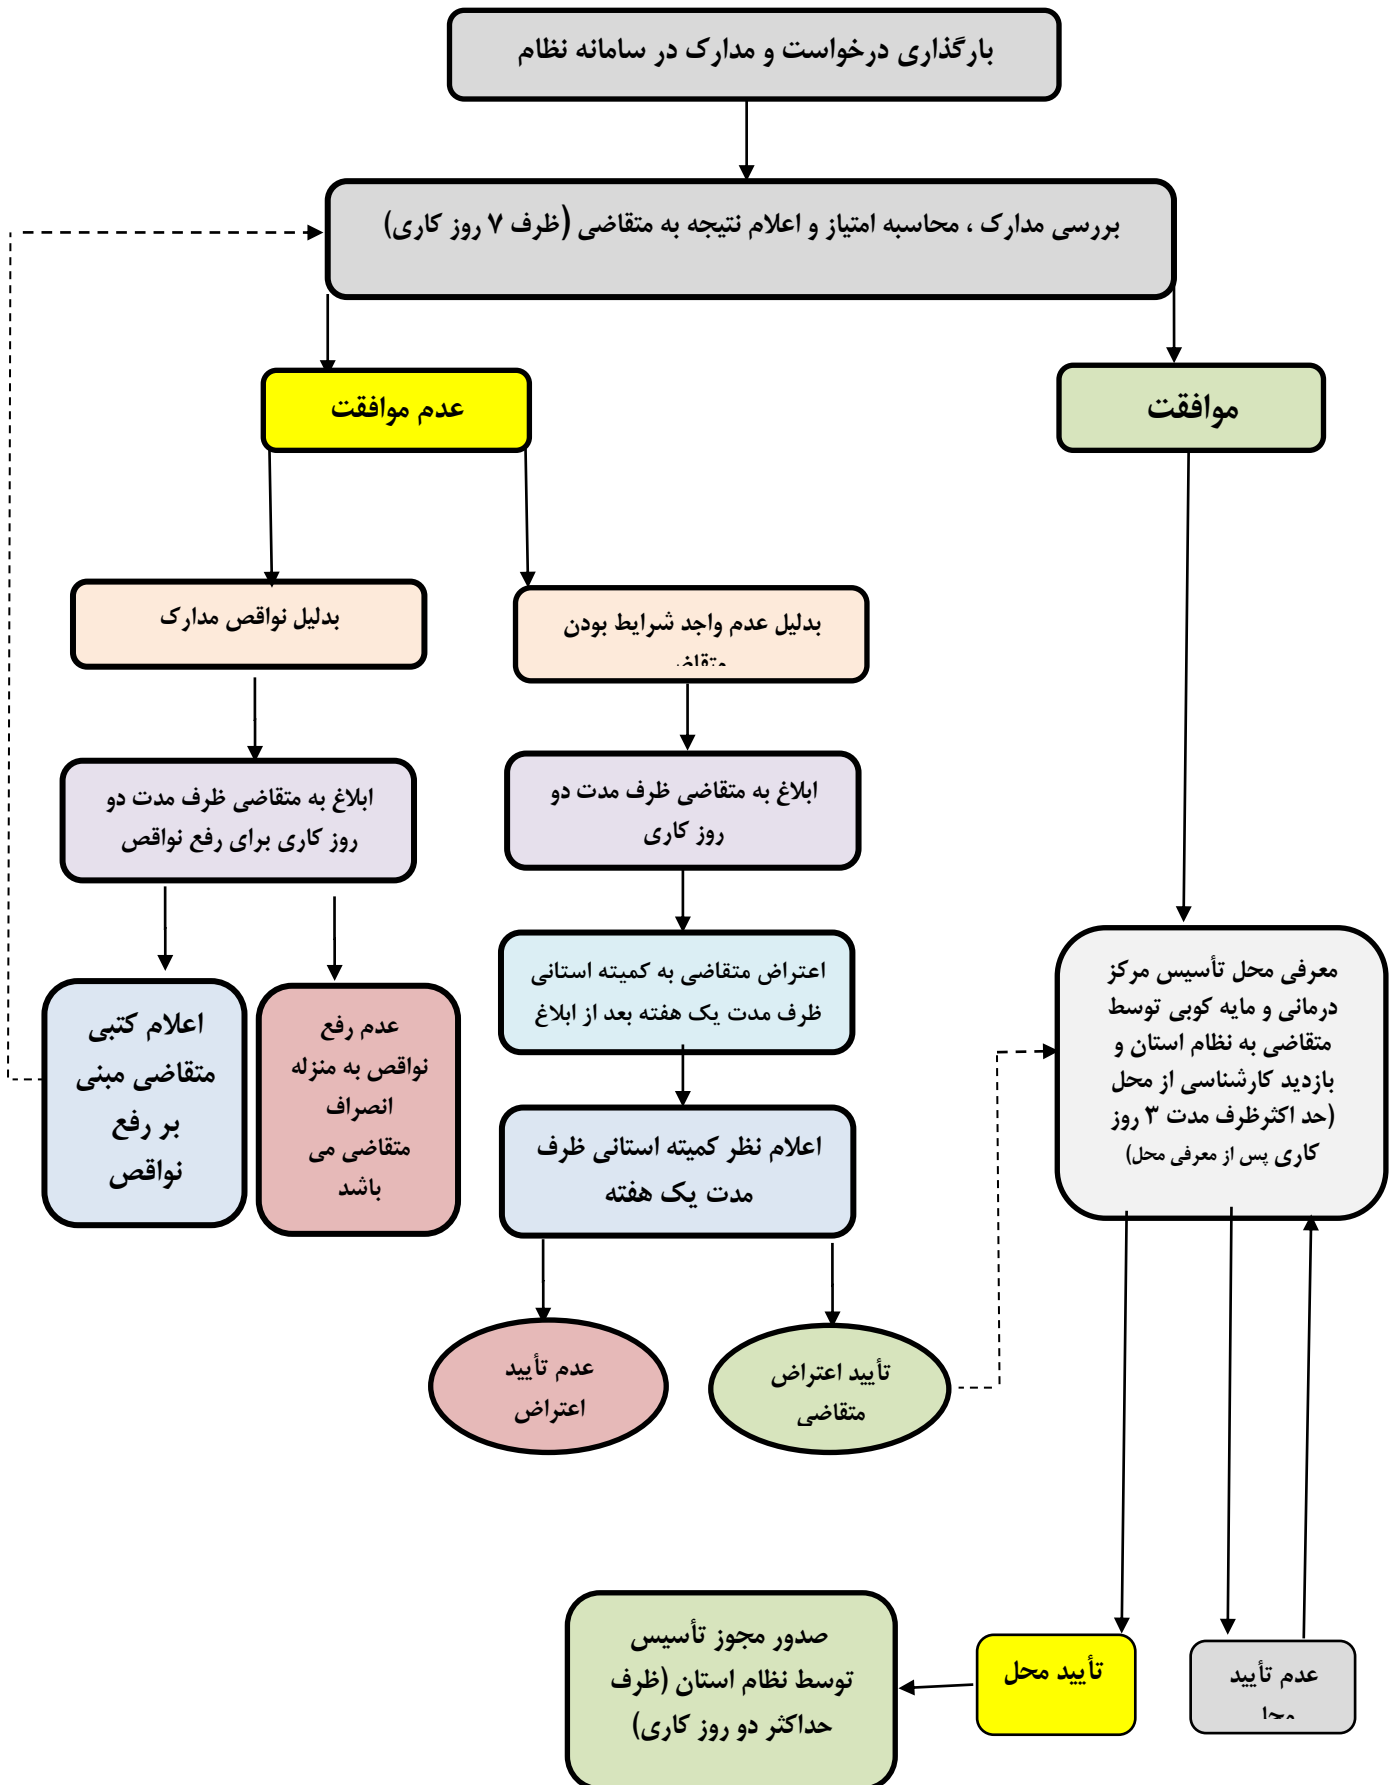 بارگذاری درخواست و مدارک در سامانه نظام
بررسی مدارک ، محاسبه امتیاز و اعلام نتیجه به متقاضی (ظرف ۷ روز کاری)
موافقت
عدم موافقت
بدلیل عدم واجد شرایط بودن
متقاضی
بدلیل نواقص مدارک
ابلاغ به متقاضی ظرف مدت دو
روز کاری
ابلاغ به متقاضی ظرف مدت دو
روز کاری برای رفع نواقص
معرفی محل تأسیس مرکز
درمانی و مایه کوبی توسط
متقاضی به نظام استان و
بازدید کارشناسی از محل
(حد اکثرظرف مدت ۳ روز
کاری پس از معرفی محل)
اعتراض متقاضی به کمیته استانی
ظرف مدت یک هفته بعد از ابلاغ
عدم رفع
نواقص به منزله
انصراف
متقاضی می
باشد
اعلام کتبی
متقاضی مبنی
بر رفع
نواقص
اعلام نظر کمیته استانی ظرف
مدت یک هفته
تأیید اعتراض
متقاضی
عدم تأیید
اعتراض
عدم تأیید
محل
تأیید محل
صدور مجوز تأسیس
توسط نظام استان (ظرف
حداکثر دو روز کاری)